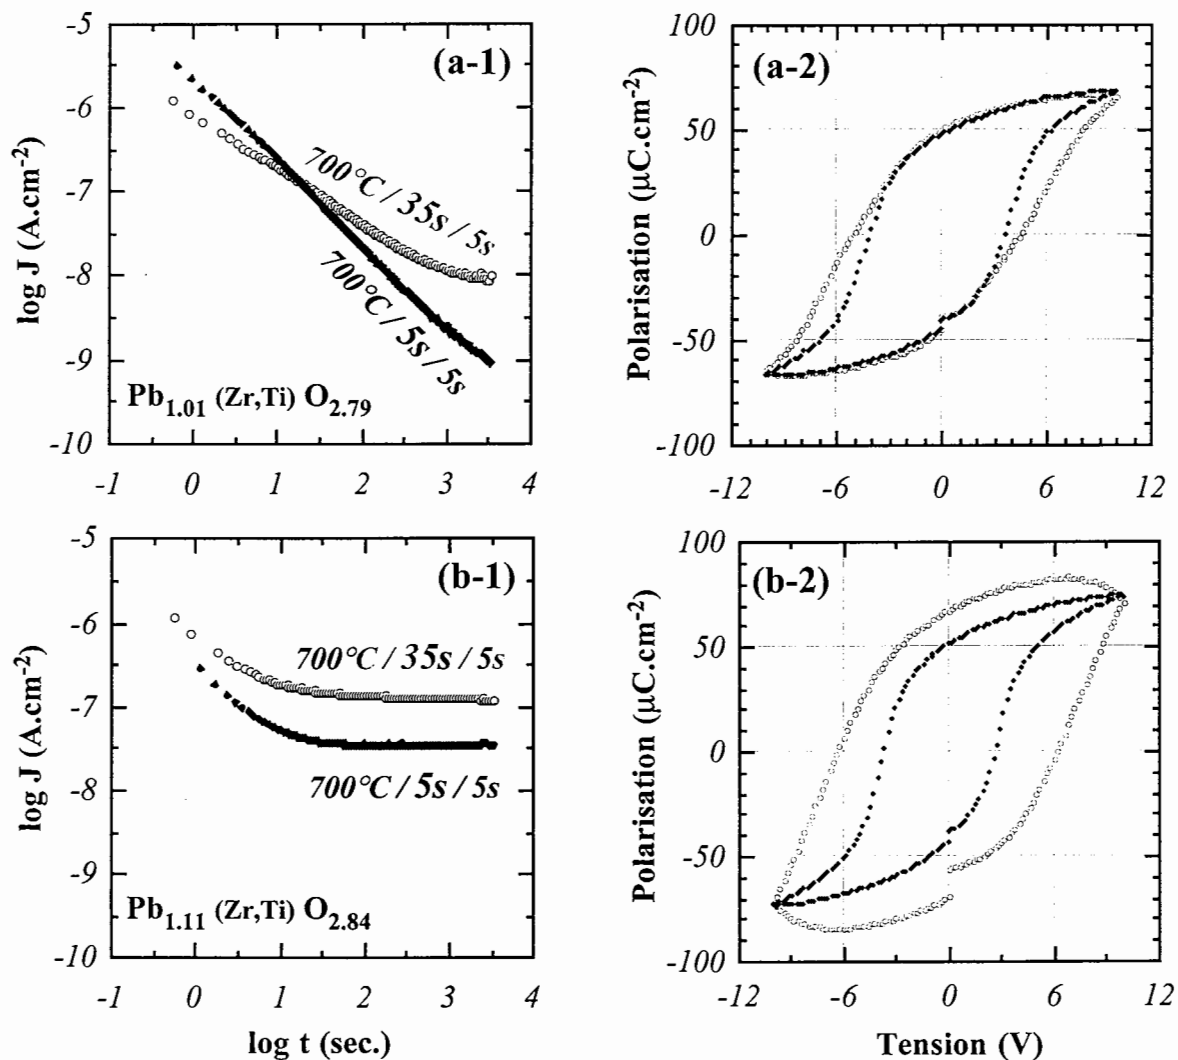 -5
-6
-7
-8
-9
-10
log J (A.cm-2)
(a-1)
700°C / 35s / 5s
700°C / 5s / 5s
Pb1.01 (Zr,Ti) O2.79
-1 0 1 2 3 4
100
50
0
-50
-100
Polarisation (µC.cm-2)
(a-2)
-12 -6 0 6 12
-5
-6
-7
-8
-9
-10
log J (A.cm-2)
(b-1)
700°C / 35s / 5s
700°C / 5s / 5s
Pb1.11 (Zr,Ti) O2.84
-1 0 1 2 3 4
log t (sec.)
100
50
0
-50
-100
Polarisation (µC.cm-2)
(b-2)
-12 -6 0 6 12
Tension (V)